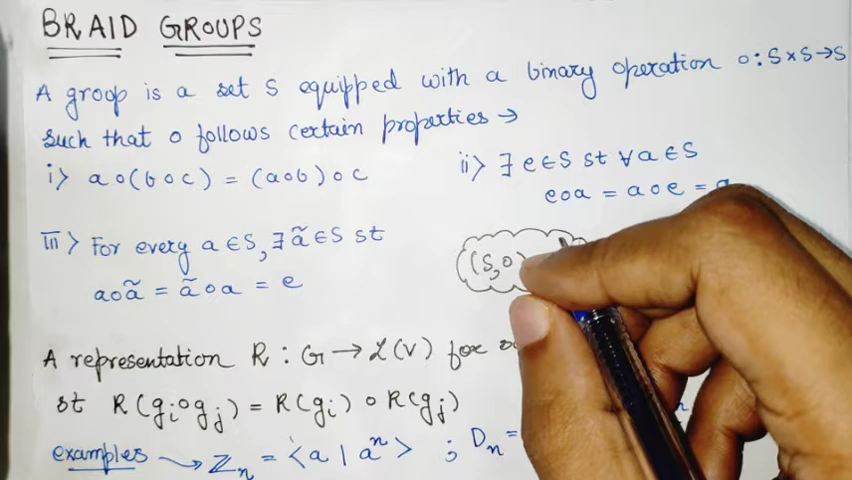 BRAID GROUPS
A group is a set S equipped with a binary operation o : S x S → S
such that o follows certain properties →
i> a o (b o c) = (a o b) o c
ii> ∃ e ∈ S st ∀ a ∈ S
e o a = a o e =
iii> For every a ∈ S, ∃ ã ∈ S st
a o ã = ã o a = e
(S, o)
A representation R : G → ℒ(V) for
st R(gᵢ o gⱼ) = R(gᵢ) o R(gⱼ)
examples → ℤₙ = ⟨a | aⁿ⟩ ; Dₙ =